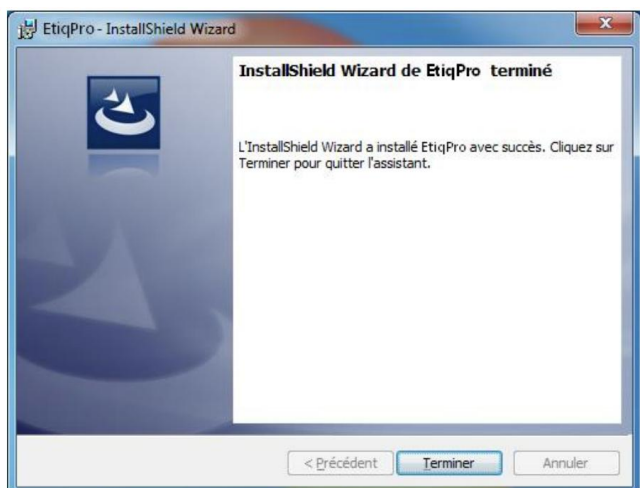 EtiqPro - InstallShield Wizard
InstallShield Wizard de EtiqPro terminé
L'InstallShield Wizard a installé EtiqPro avec succès. Cliquez sur
Terminer pour quitter l'assistant.
< Précédent
Terminer
Annuler